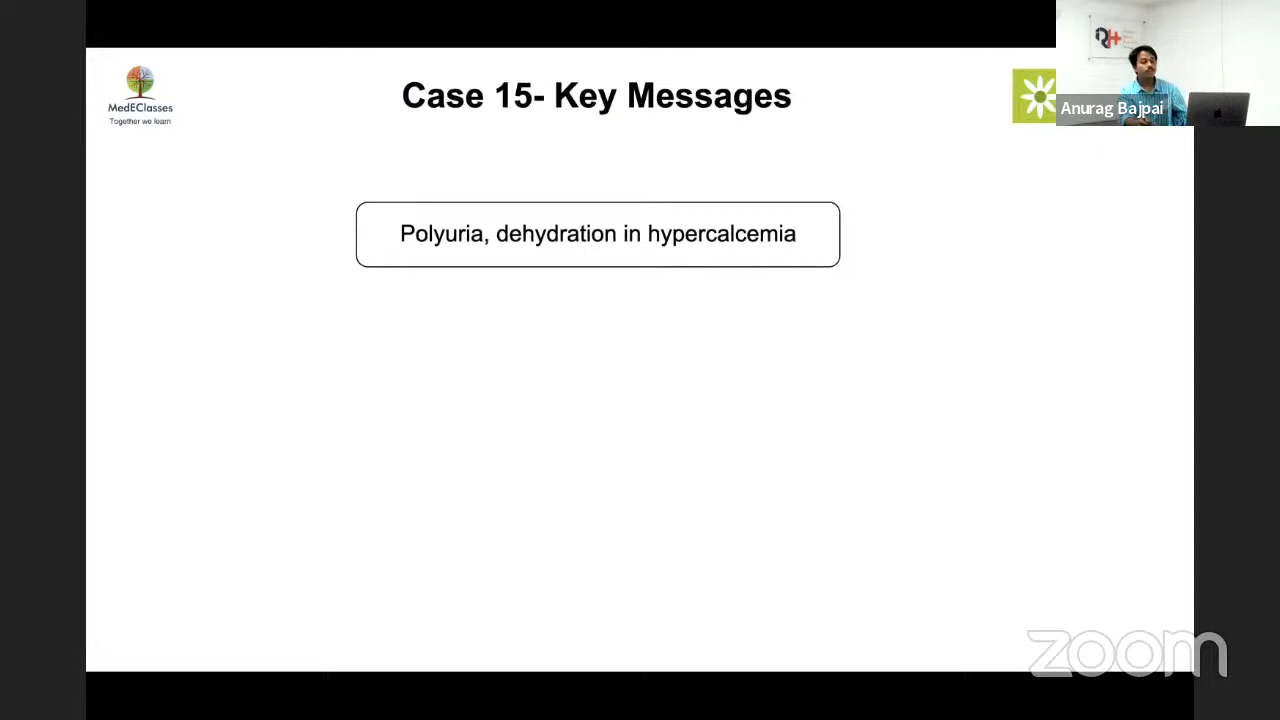 MedEClasses
Together we learn
Case 15- Key Messages
Anurag Bajpai
Polyuria, dehydration in hypercalcemia
zoom